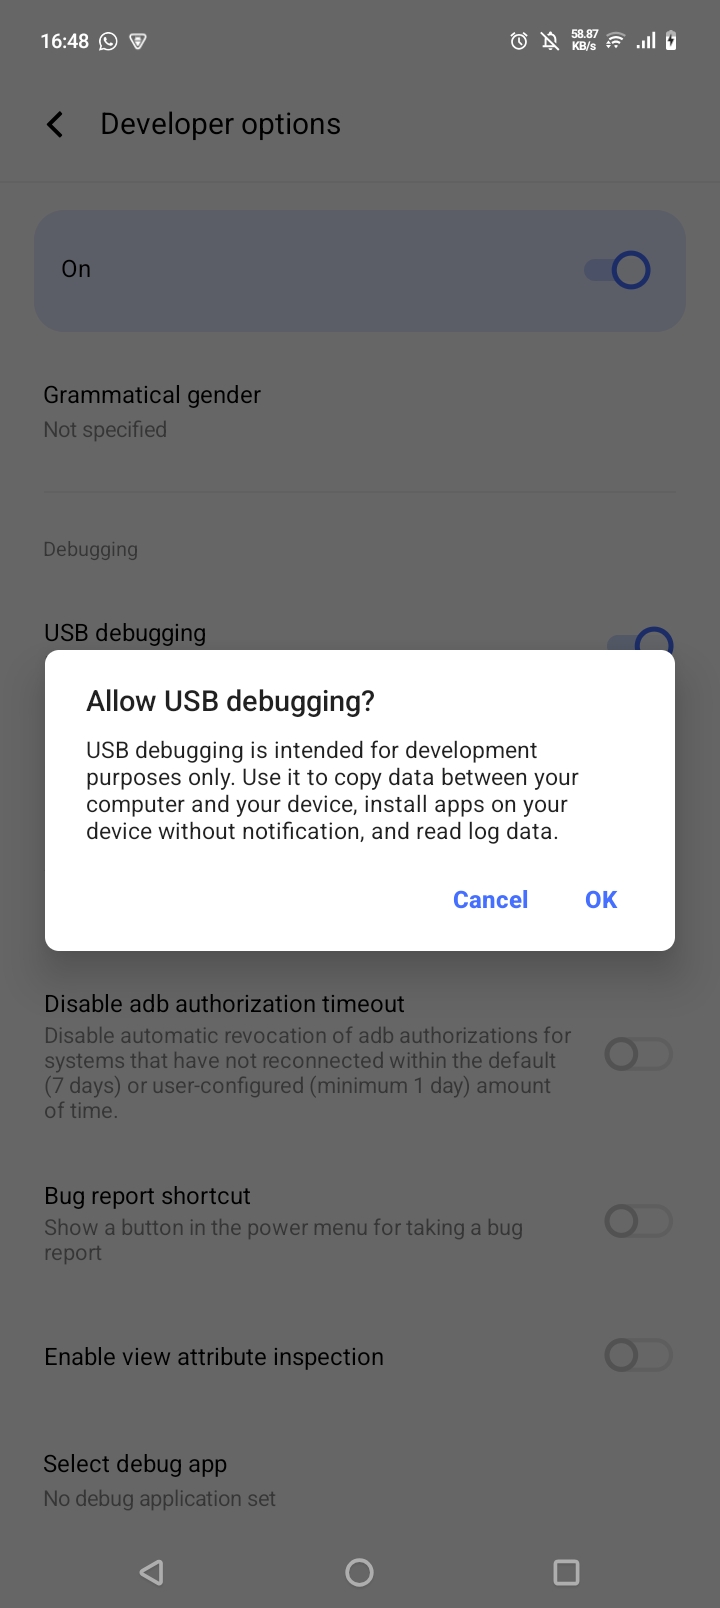 16:48
58.87
KB/s
Developer options
On
Grammatical gender
Not specified
Debugging
USB debugging
Allow USB debugging?
USB debugging is intended for development
purposes only. Use it to copy data between your
computer and your device, install apps on your
device without notification, and read log data.
Cancel OK
Disable adb authorization timeout
Disable automatic revocation of adb authorizations for
systems that have not reconnected within the default
(7 days) or user-configured (minimum 1 day) amount
of time.
Bug report shortcut
Show a button in the power menu for taking a bug
report
Enable view attribute inspection
Select debug app
No debug application set